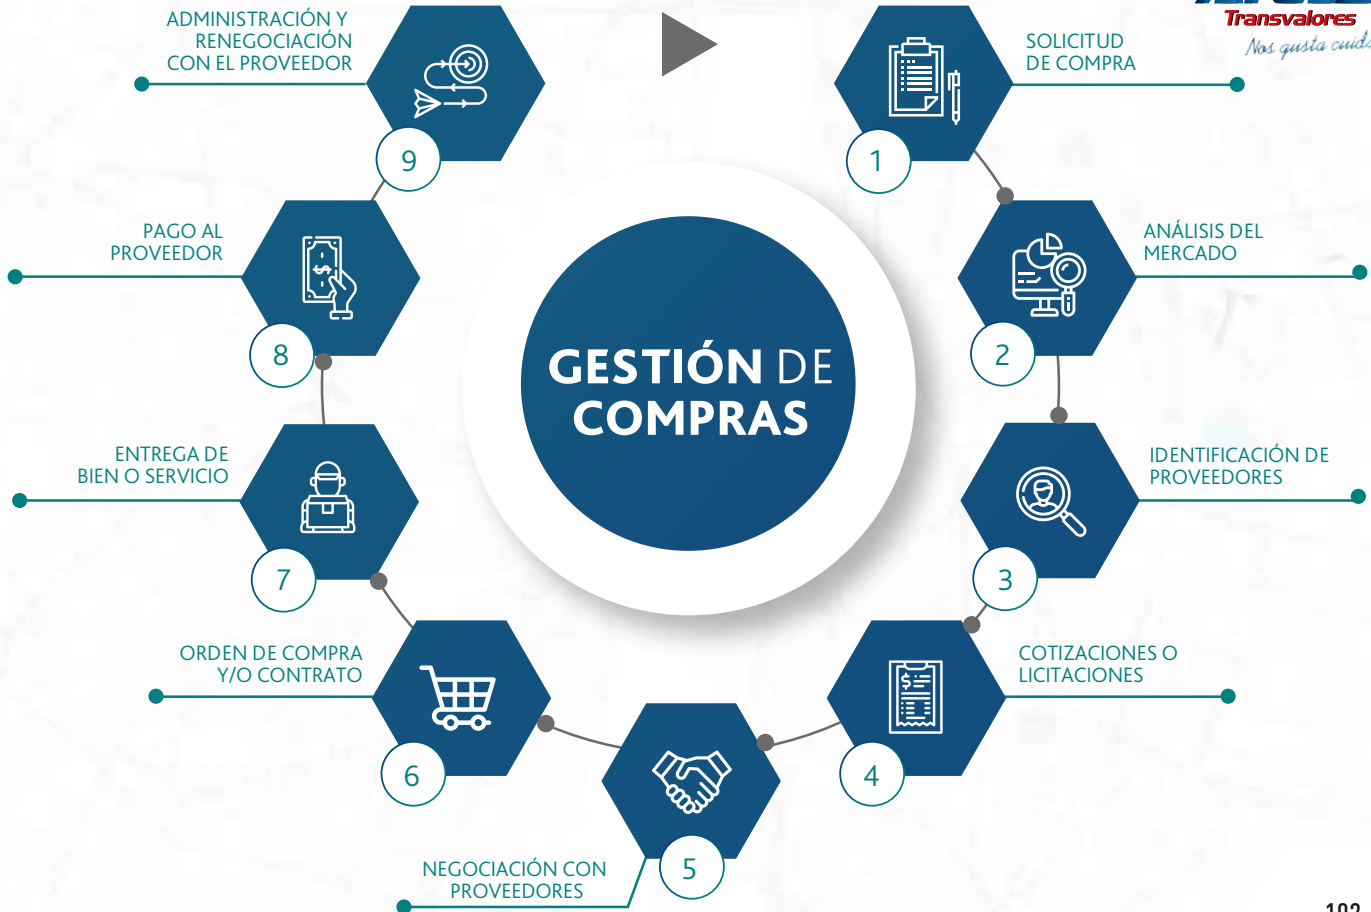 Transvalores
SOLICITUD
DE COMPRA
1
ANÁLISIS DEL
MERCADO
2
IDENTIFICACIÓN DE
PROVEEDORES
3
COTIZACIONES O
LICITACIONES
4
NEGOCIACIÓN CON
PROVEEDORES
5
ORDEN DE COMPRA
Y/O CONTRATO
6
ENTREGA DE
BIEN O SERVICIO
7
PAGO AL
PROVEEDOR
8
ADMINISTRACIÓN Y
RENEGOCIACIÓN
CON EL PROVEEDOR
9
GESTIÓN DE
COMPRAS
Nos gusta